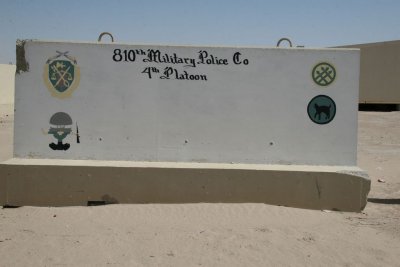 810th Military Police Co
4th Platoon